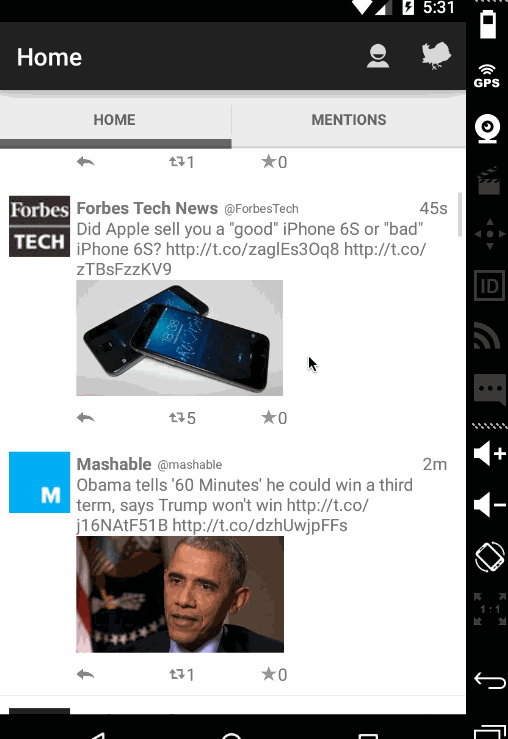 5:31
Home
GPS
HOME
MENTIONS
1
0
Forbes
TECH
Forbes Tech News @ForbesTech 45s
Did Apple sell you a "good" iPhone 6S or "bad"
iPhone 6S? http://t.co/zaglEs3Oq8 http://t.co/
zTBsFzzKV9
18:38
ID
5
0
M
Mashable @mashable 2m
Obama tells '60 Minutes' he could win a third
term, says Trump won't win http://t.co/
j16NAtF51B http://t.co/dzhUwjpFFs
1:1
1
0